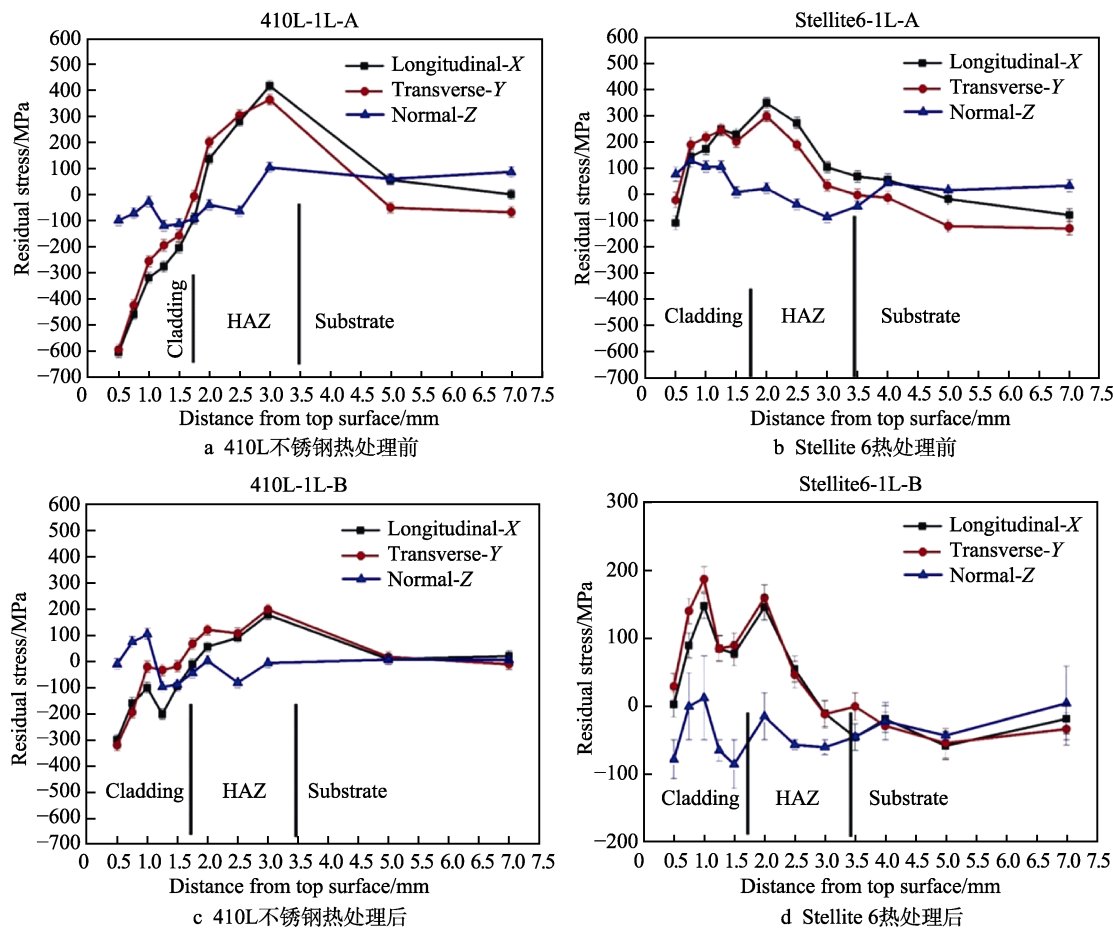 410L-1L-A
Residual stress/MPa
600
500
400
300
200
100
0
−100
−200
−300
−400
−500
−600
−700
Longitudinal-X
Transverse-Y
Normal-Z
Cladding
HAZ
Substrate
0 0.5 1.0 1.5 2.0 2.5 3.0 3.5 4.0 4.5 5.0 5.5 6.0 6.5 7.0 7.5
Distance from top surface/mm
a 410L不锈钢热处理前
Stellite6-1L-A
Residual stress/MPa
600
500
400
300
200
100
0
−100
−200
−300
−400
−500
−600
−700
Longitudinal-X
Transverse-Y
Normal-Z
Cladding
HAZ
Substrate
0 0.5 1.0 1.5 2.0 2.5 3.0 3.5 4.0 4.5 5.0 5.5 6.0 6.5 7.0 7.5
Distance from top surface/mm
b Stellite 6热处理前
410L-1L-B
Residual stress/MPa
600
500
400
300
200
100
0
−100
−200
−300
−400
−500
−600
−700
Longitudinal-X
Transverse-Y
Normal-Z
Cladding
HAZ
Substrate
0 0.5 1.0 1.5 2.0 2.5 3.0 3.5 4.0 4.5 5.0 5.5 6.0 6.5 7.0 7.5
Distance from top surface/mm
c 410L不锈钢热处理后
Stellite6-1L-B
Residual stress/MPa
300
200
100
0
−100
−200
Longitudinal-X
Transverse-Y
Normal-Z
Cladding
HAZ
Substrate
0 0.5 1.0 1.5 2.0 2.5 3.0 3.5 4.0 4.5 5.0 5.5 6.0 6.5 7.0 7.5
Distance from top surface/mm
d Stellite 6热处理后